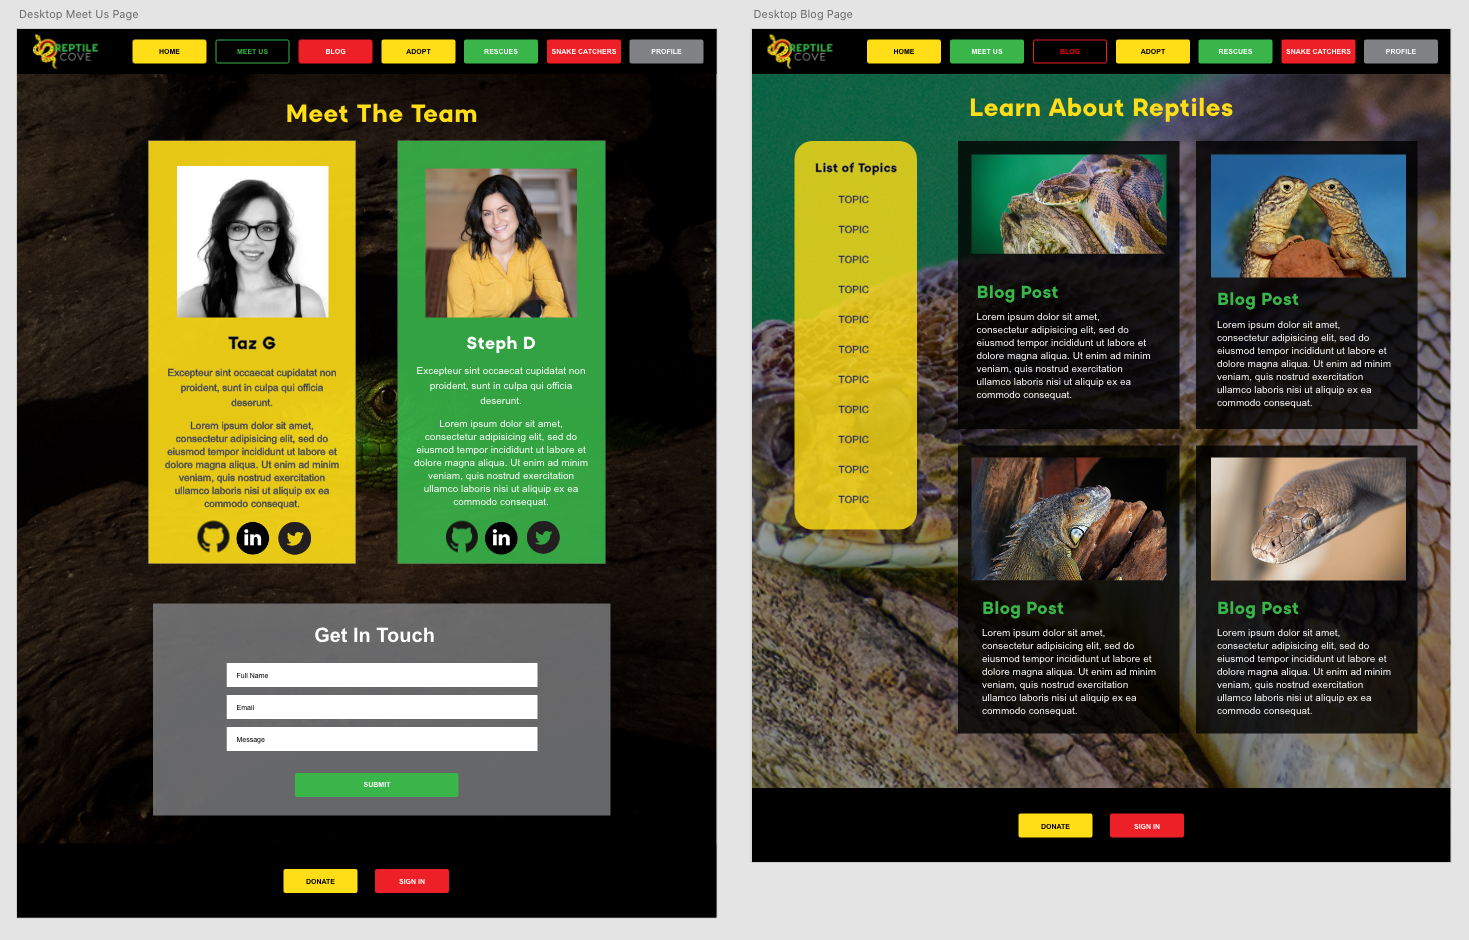 Desktop Meet Us Page
REPTILE
COVE
HOME
MEET US
BLOG
ADOPT
RESCUES
SNAKE CATCHERS
PROFILE
Meet The Team
Taz G
Excepteur sint occaecat cupidatat non
proident, sunt in culpa qui officia
deserunt.
Lorem ipsum dolor sit amet,
consectetur adipisicing elit, sed do
eiusmod tempor incididunt ut labore et
dolore magna aliqua. Ut enim ad minim
veniam, quis nostrud exercitation
ullamco laboris nisi ut aliquip ex ea
commodo consequat.
in
Steph D
Excepteur sint occaecat cupidatat non
proident, sunt in culpa qui officia
deserunt.
Lorem ipsum dolor sit amet,
consectetur adipisicing elit, sed do
eiusmod tempor incididunt ut labore et
dolore magna aliqua. Ut enim ad minim
veniam, quis nostrud exercitation
ullamco laboris nisi ut aliquip ex ea
commodo consequat.
in
Get In Touch
Full Name
Email
Message
SUBMIT
DONATE
SIGN IN
Desktop Blog Page
REPTILE
COVE
HOME
MEET US
BLOG
ADOPT
RESCUES
SNAKE CATCHERS
PROFILE
Learn About Reptiles
List of Topics
TOPIC
TOPIC
TOPIC
TOPIC
TOPIC
TOPIC
TOPIC
TOPIC
TOPIC
TOPIC
TOPIC
Blog Post
Lorem ipsum dolor sit amet,
consectetur adipisicing elit, sed do
eiusmod tempor incididunt ut labore et
dolore magna aliqua. Ut enim ad minim
veniam, quis nostrud exercitation
ullamco laboris nisi ut aliquip ex ea
commodo consequat.
Blog Post
Lorem ipsum dolor sit amet,
consectetur adipisicing elit, sed do
eiusmod tempor incididunt ut labore et
dolore magna aliqua. Ut enim ad minim
veniam, quis nostrud exercitation
ullamco laboris nisi ut aliquip ex ea
commodo consequat.
Blog Post
Lorem ipsum dolor sit amet,
consectetur adipisicing elit, sed do
eiusmod tempor incididunt ut labore et
dolore magna aliqua. Ut enim ad minim
veniam, quis nostrud exercitation
ullamco laboris nisi ut aliquip ex ea
commodo consequat.
Blog Post
Lorem ipsum dolor sit amet,
consectetur adipisicing elit, sed do
eiusmod tempor incididunt ut labore et
dolore magna aliqua. Ut enim ad minim
veniam, quis nostrud exercitation
ullamco laboris nisi ut aliquip ex ea
commodo consequat.
DONATE
SIGN IN